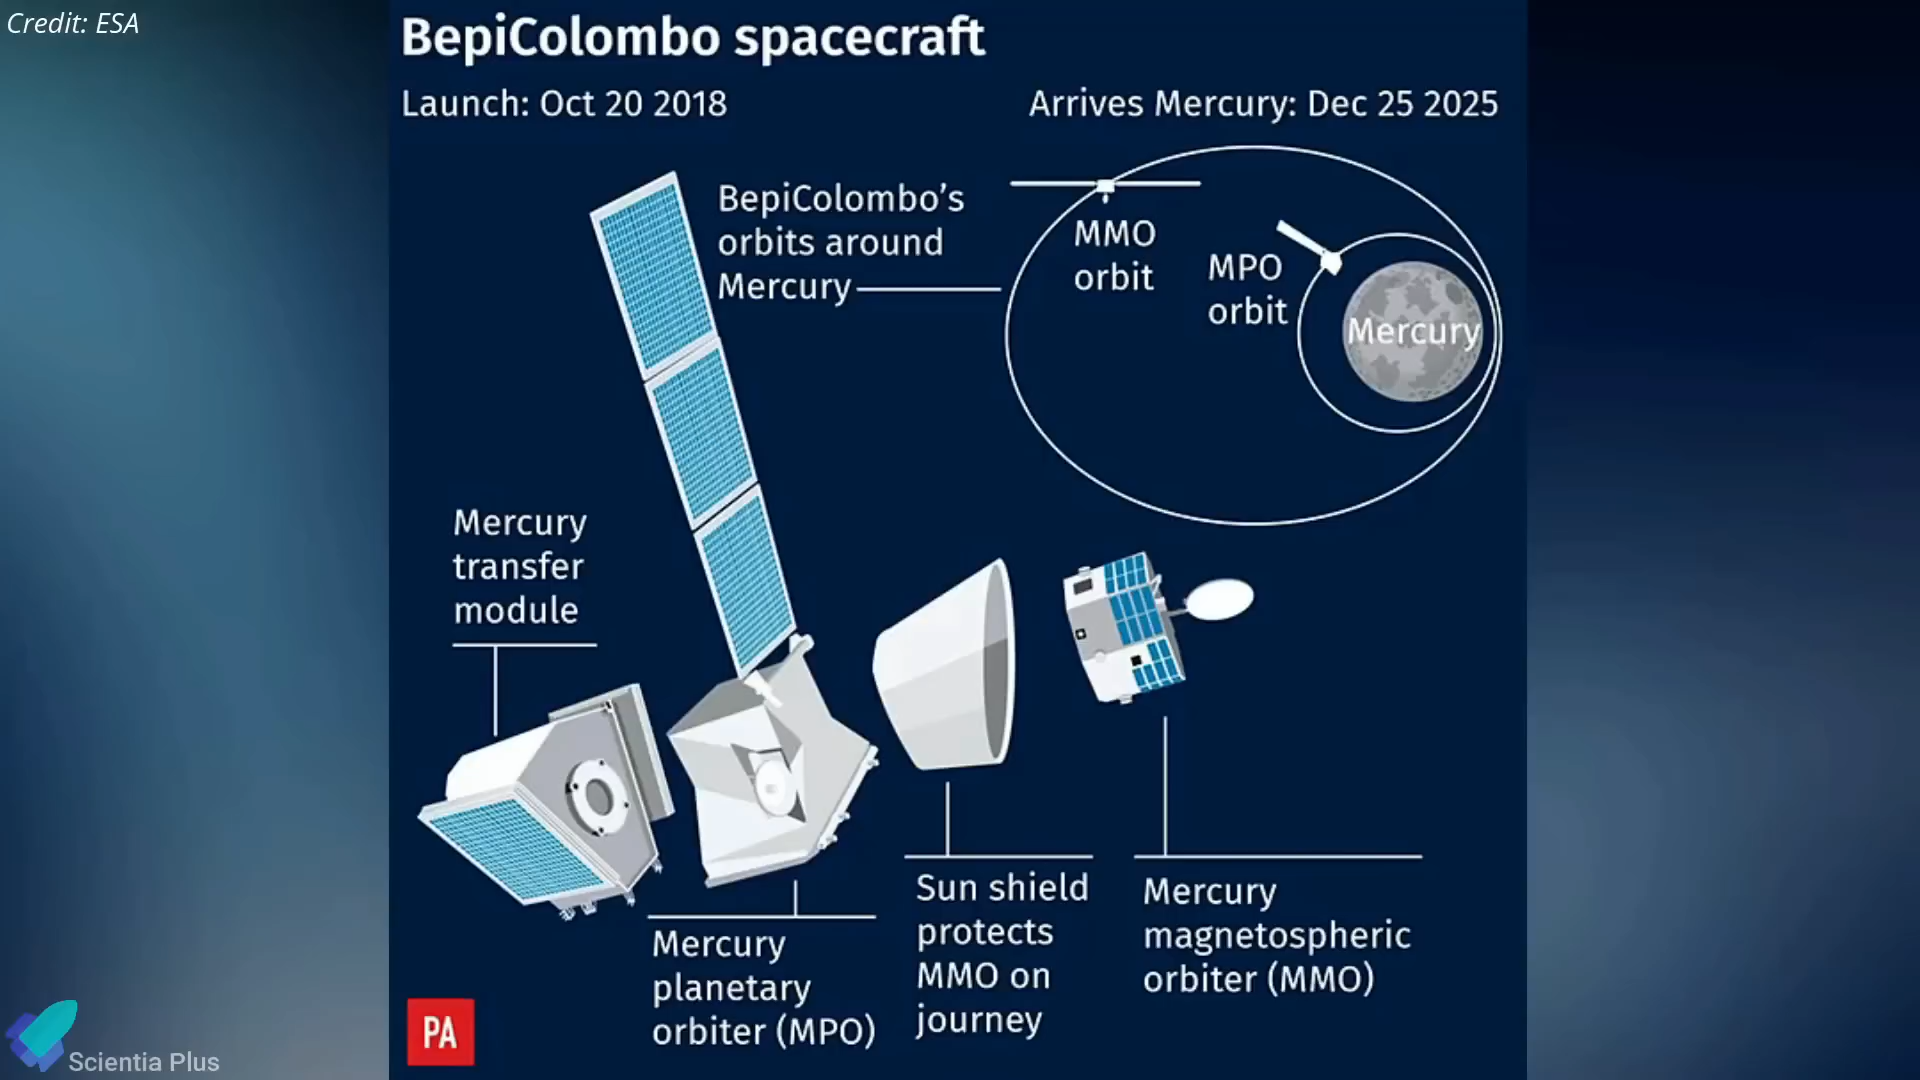 Credit: ESA
BepiColombo spacecraft
Launch: Oct 20 2018
Arrives Mercury: Dec 25 2025
BepiColombo’s
orbits around
Mercury
MMO
orbit
MPO
orbit
Mercury
Mercury
transfer
module
Mercury
planetary
orbiter (MPO)
Sun shield
protects
MMO on
journey
Mercury
magnetospheric
orbiter (MMO)
PA
Scientia Plus